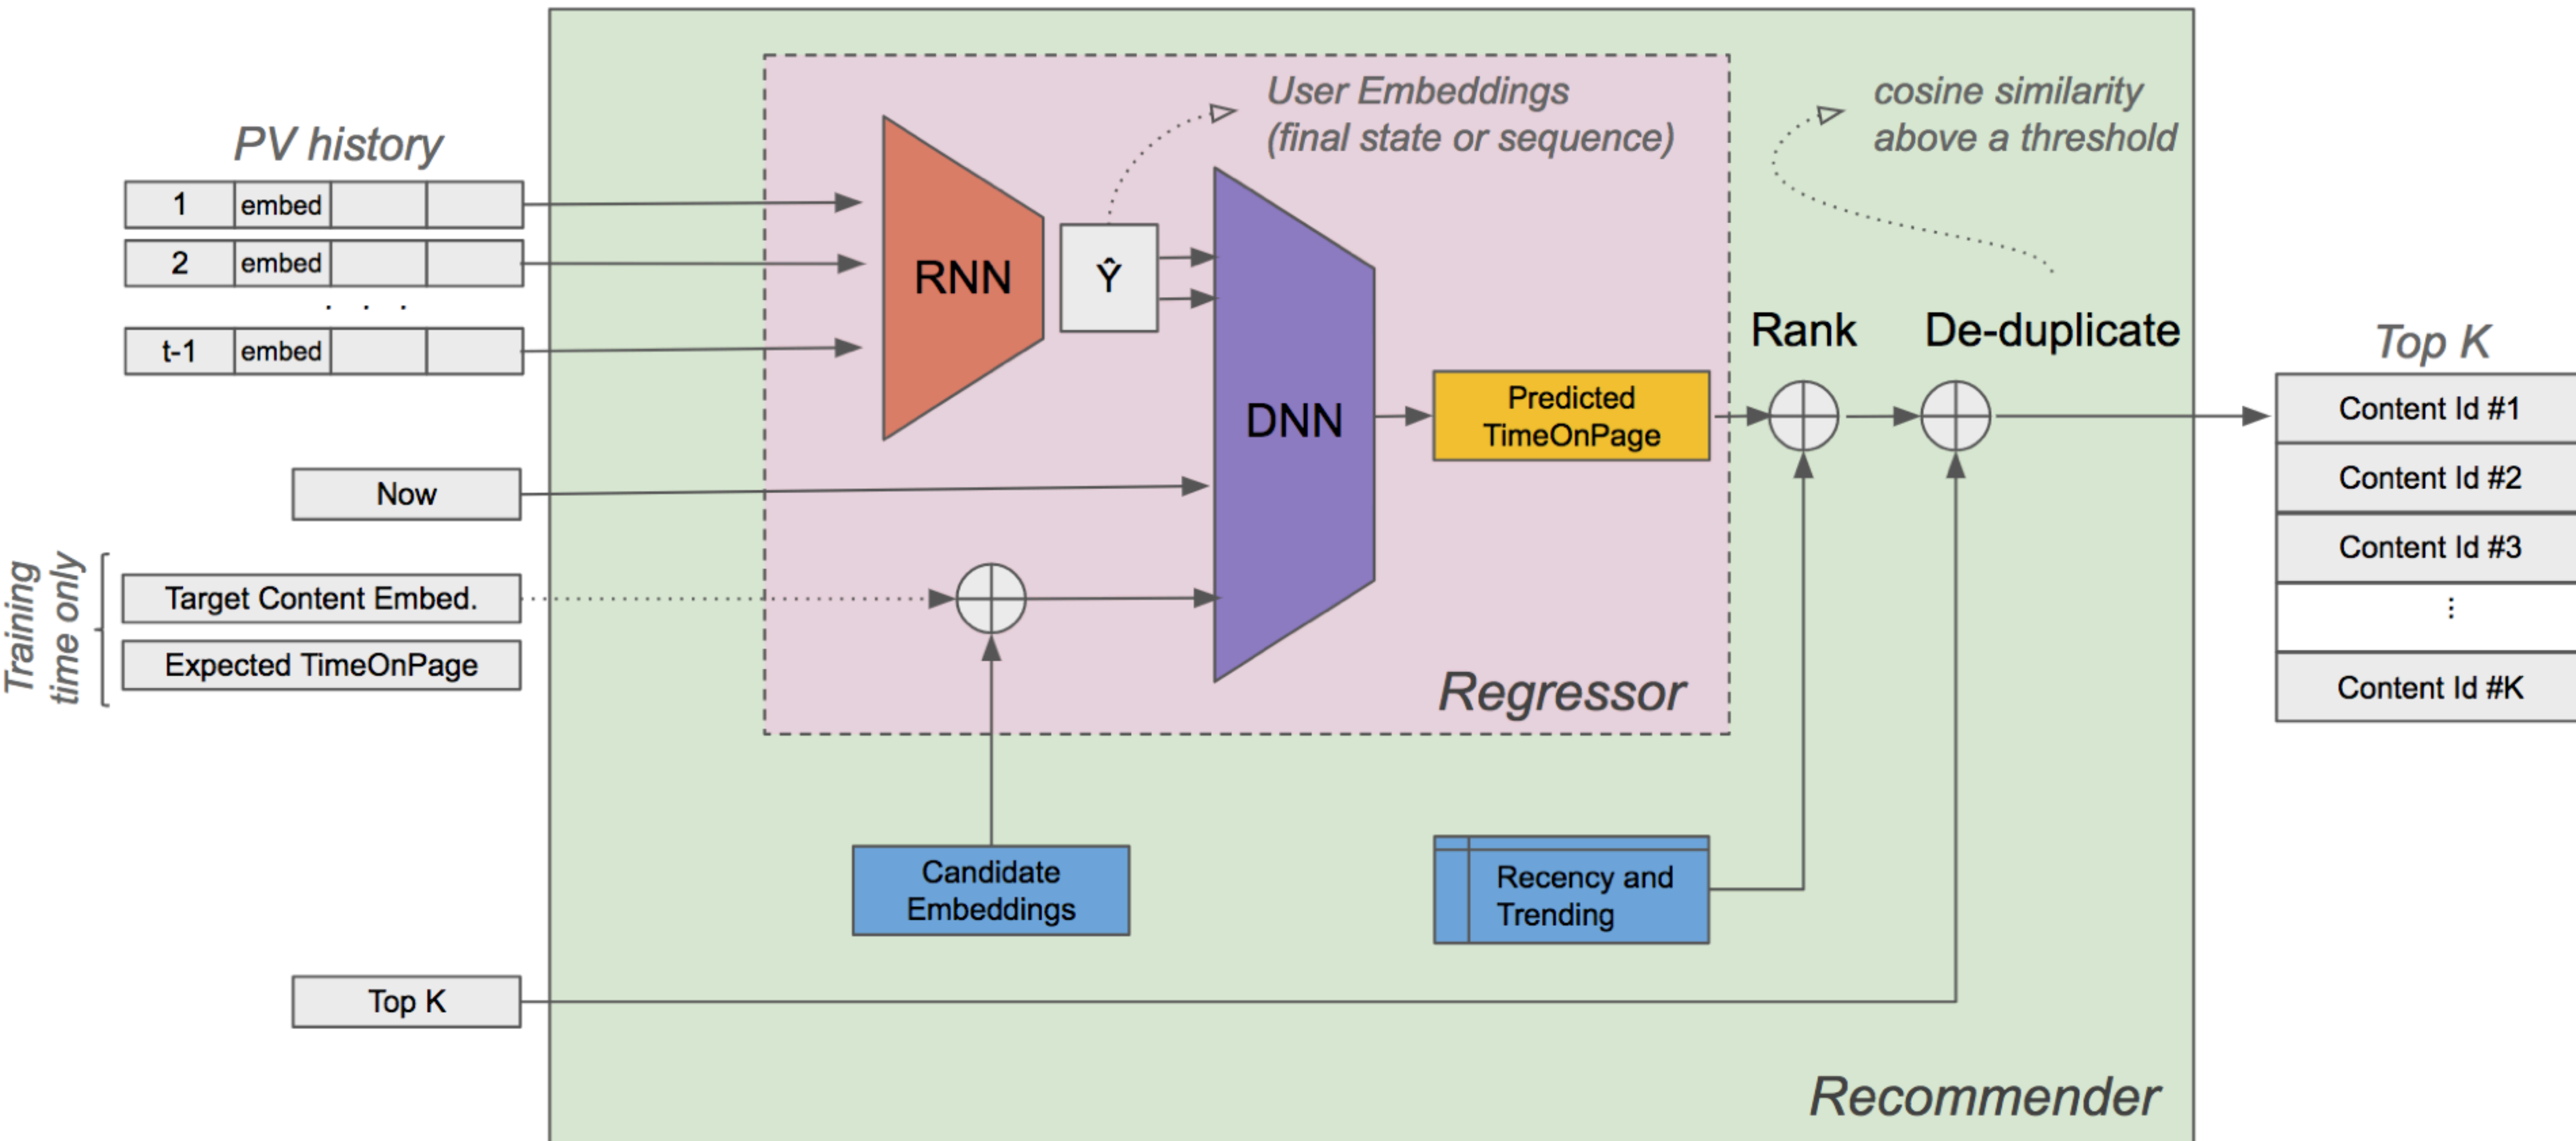 PV history
1 embed
2 embed
. . .
t-1 embed
Now
Training
time only
Target Content Embed.
Expected TimeOnPage
Top K
RNN
Ŷ
User Embeddings
(final state or sequence)
DNN
Predicted
TimeOnPage
Regressor
Candidate
Embeddings
Recency and
Trending
cosine similarity
above a threshold
Rank
De-duplicate
Recommender
Top K
Content Id #1
Content Id #2
Content Id #3
⋮
Content Id #K